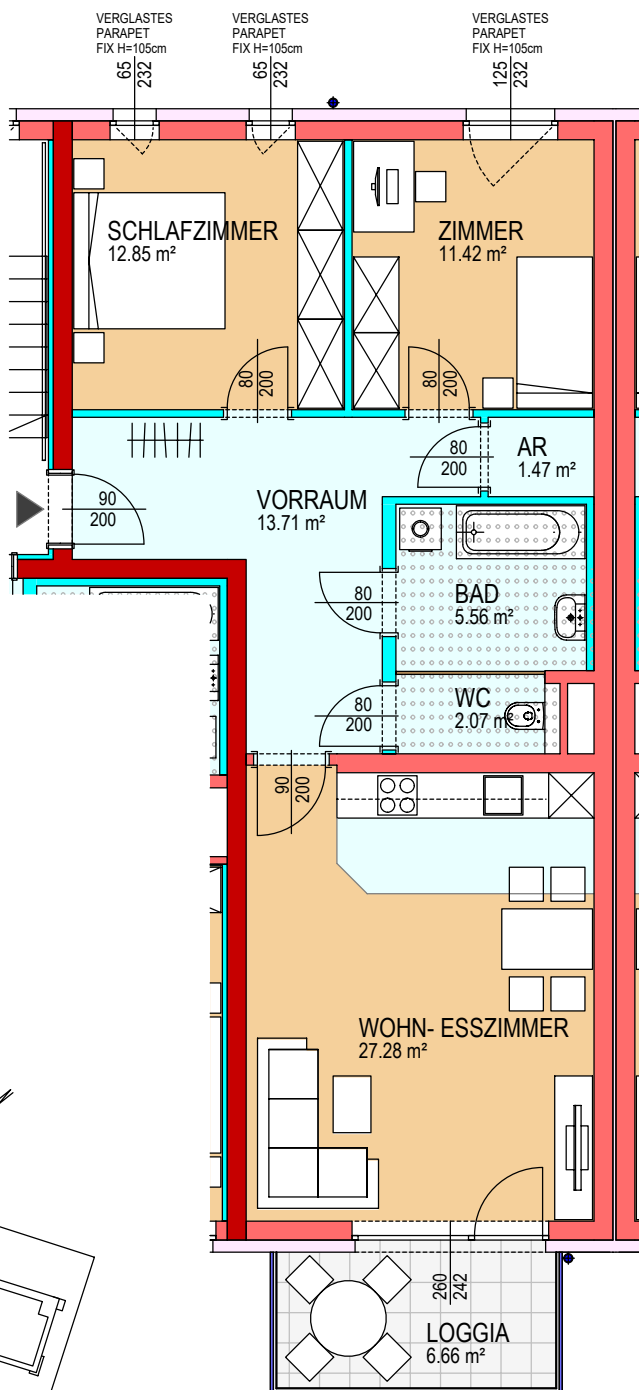 VERGLASTES
PARAPET
FIX H=105cm
65
232
VERGLASTES
PARAPET
FIX H=105cm
65
232
VERGLASTES
PARAPET
FIX H=105cm
125
232
SCHLAFZIMMER
12.85 m²
ZIMMER
11.42 m²
80
200
80
200
80
200
AR
1.47 m²
90
200
VORRAUM
13.71 m²
80
200
BAD
5.56 m²
80
200
WC
2.07 m²
90
200
WOHN- ESSZIMMER
27.28 m²
260
242
LOGGIA
6.66 m²